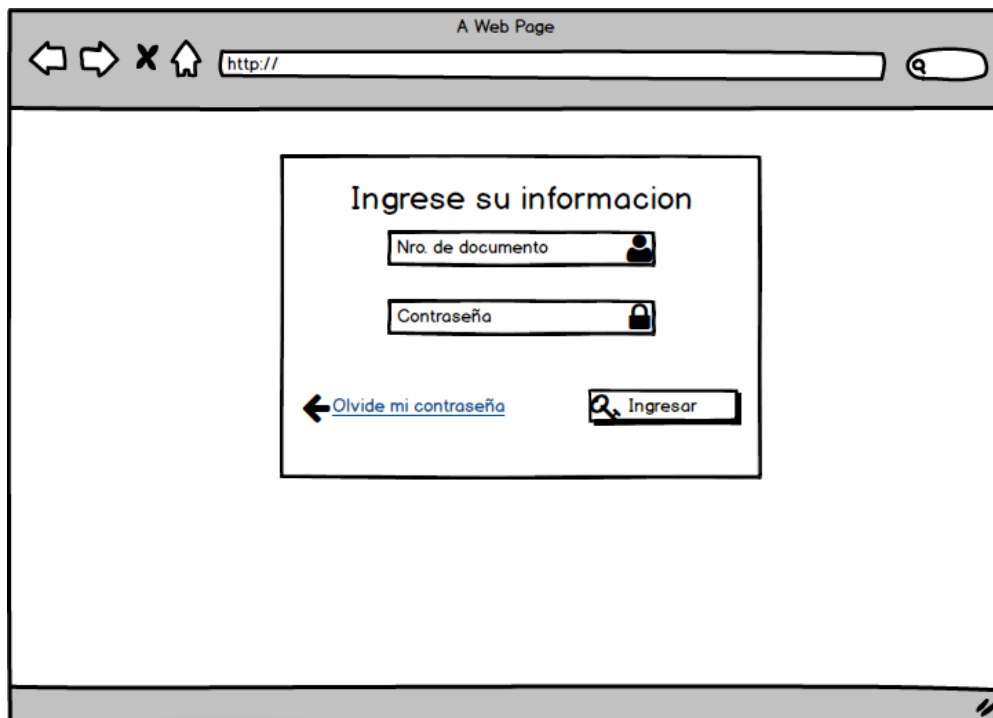 A Web Page
http://
Ingrese su informacion
Nro. de documento
Contraseña
Olvide mi contraseña
Ingresar